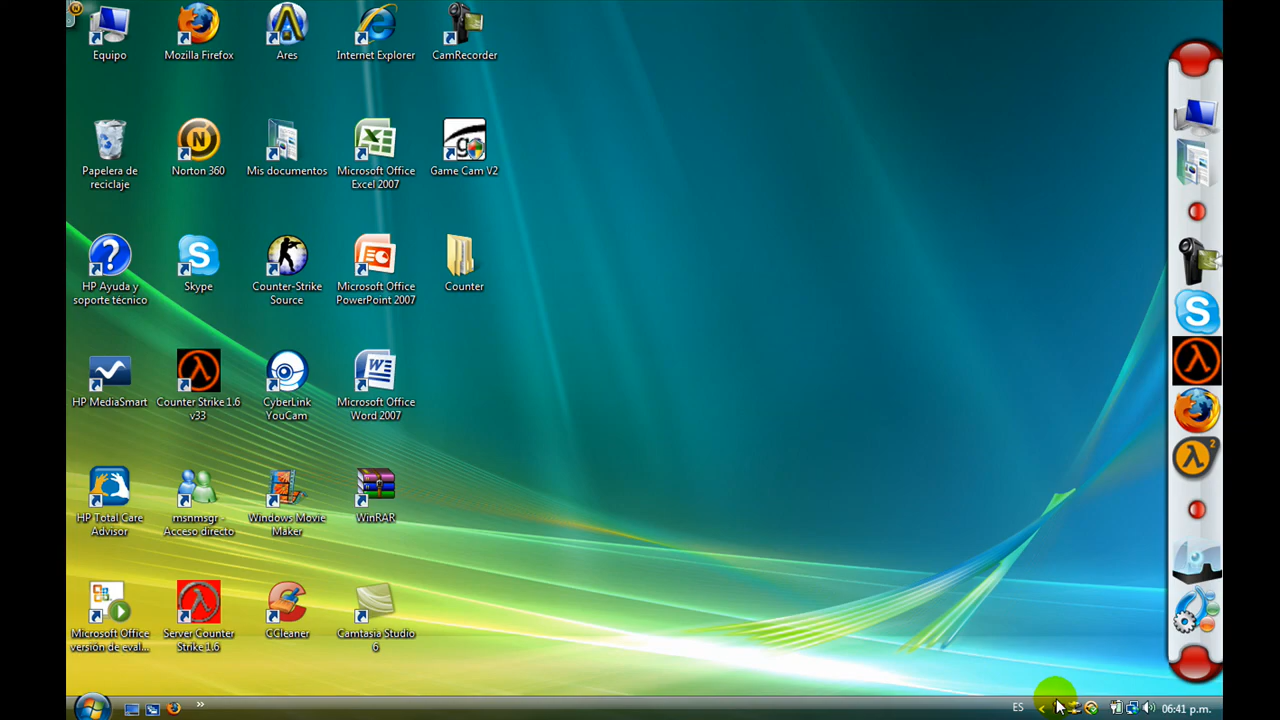 Equipo
Mozilla Firefox
Ares
Internet Explorer
CamRecorder
Papelera de
reciclaje
Norton 360
Mis documentos
Microsoft Office
Excel 2007
Game Cam V2
HP Ayuda y
soporte técnico
Skype
Counter-Strike
Source
Microsoft Office
PowerPoint 2007
Counter
HP MediaSmart
Counter Strike 1.6
v33
CyberLink
YouCam
Microsoft Office
Word 2007
HP Total Care
Advisor
msnmsgr -
Acceso directo
Windows Movie
Maker
WinRAR
Microsoft Office
versión de eval...
Server Counter
Strike 1.6
CCleaner
Camtasia Studio
6
ES
06:41 p.m.